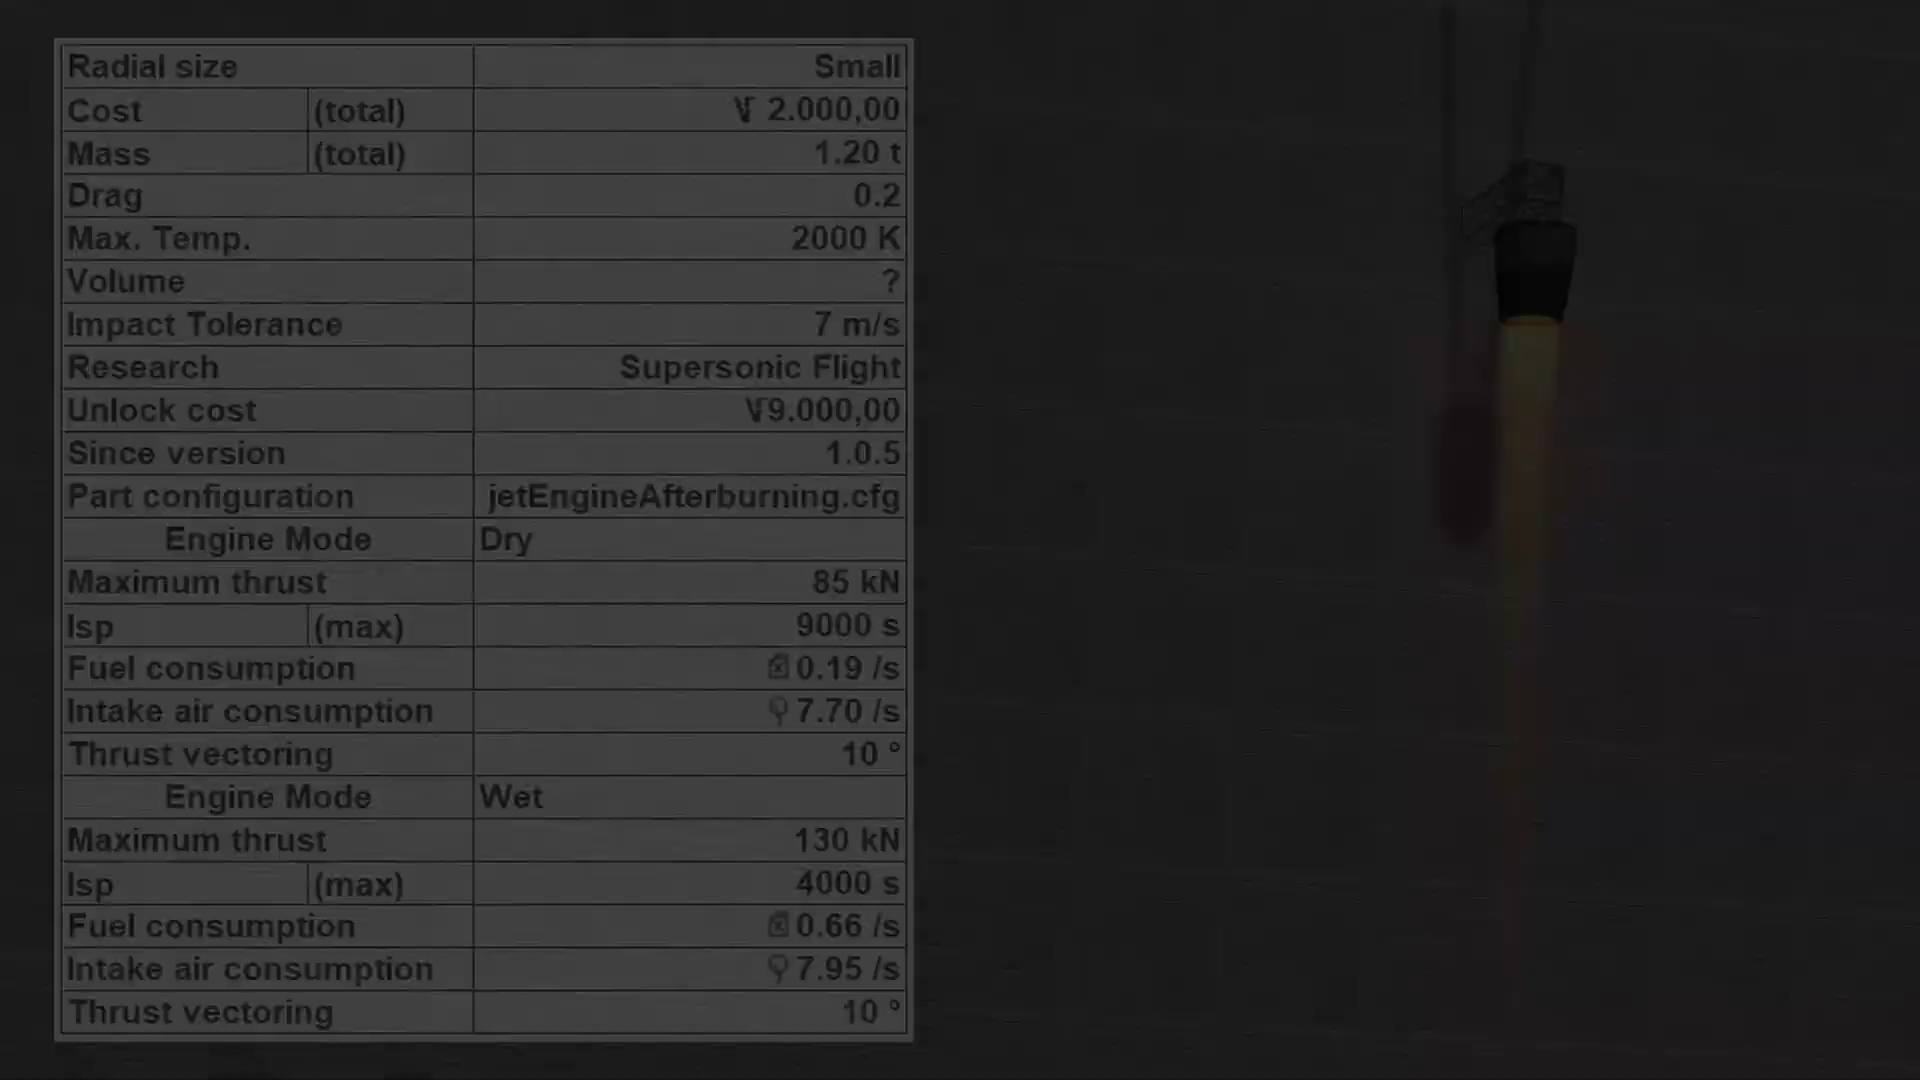 Radial size Small
Cost (total) √ 2.000,00
Mass (total) 1.20 t
Drag 0.2
Max. Temp. 2000 K
Volume ?
Impact Tolerance 7 m/s
Research Supersonic Flight
Unlock cost √9.000,00
Since version 1.0.5
Part configuration jetEngineAfterburning.cfg
Engine Mode Dry
Maximum thrust 85 kN
Isp (max) 9000 s
Fuel consumption 0.19 /s
Intake air consumption 7.70 /s
Thrust vectoring 10 °
Engine Mode Wet
Maximum thrust 130 kN
Isp (max) 4000 s
Fuel consumption 0.66 /s
Intake air consumption 7.95 /s
Thrust vectoring 10 °